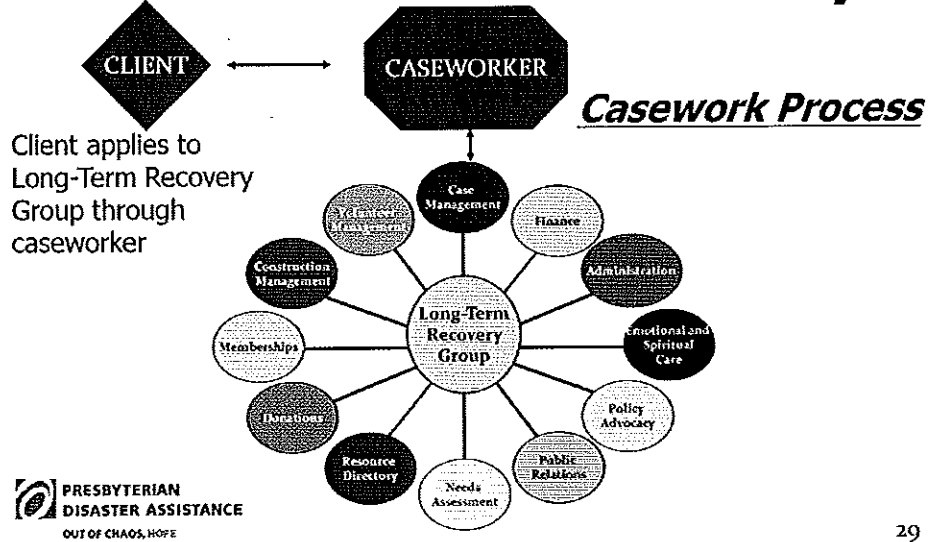 CLIENT
CASEWORKER
Casework Process
Client applies to
Long-Term Recovery
Group through
caseworker
Case
Management
Finance
Administration
Emotional and
Spiritual
Care
Policy
Advocacy
Public
Relations
Needs
Assessment
Resource
Directory
Donations
Memberships
Construction
Management
Volunteer
Management
Long-Term
Recovery
Group
PRESBYTERIAN
DISASTER ASSISTANCE
OUT OF CHAOS, HOPE
29